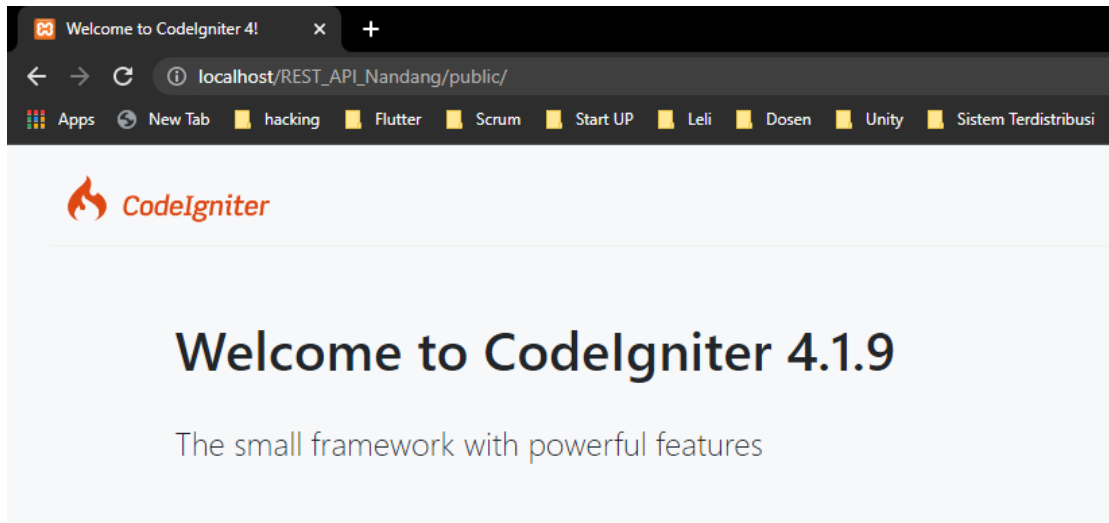 Welcome to CodeIgniter 4!
localhost/REST_API_Nandang/public/
Apps New Tab hacking Flutter Scrum Start UP Leli Dosen Unity Sistem Terdistribusi
CodeIgniter
Welcome to CodeIgniter 4.1.9
The small framework with powerful features